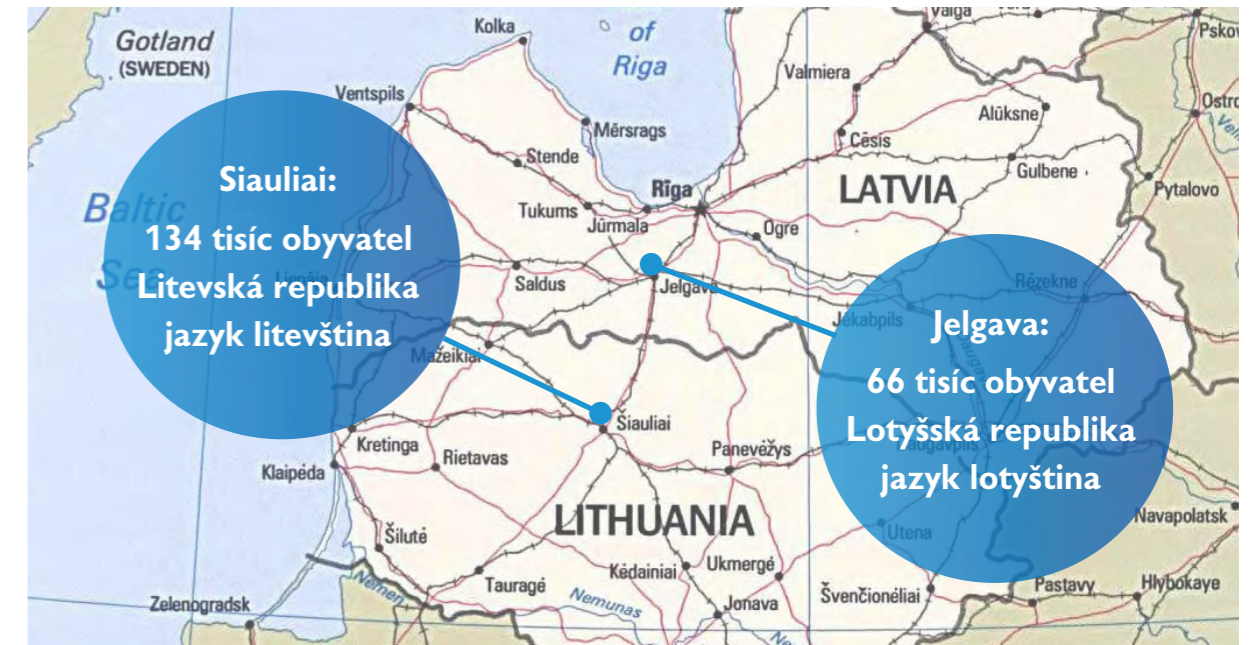 Gotland
(SWEDEN)
Kolka
of
Riga
Valga
Pskov
Ventspils
Valmiera
Alūksne
Ostro
Mērsrags
Cēsis
Stende
Gulbene
Siauliai:
134 tisíc obyvatel
Litevská republika
jazyk litevština
Baltic
Sea
Rīga
LATVIA
Pytalovo
Tukums
Jūrmala
Ogre
Saldus
Jelgava
Rēzekne
Jēkabpils
Jelgava:
66 tisíc obyvatel
Lotyšská republika
jazyk lotyština
Mažeikiai
Šiauliai
Kretinga
Rietavas
Panevėžys
Daugavpils
Klaipėda
LITHUANIA
Navapolatsk
Šilutė
Utena
Tauragė
Kėdainiai
Ukmergė
Švenčionėliai
Pastavy
Hlybokaye
Zelenogradsk
Nemen
Nemunas
Jonava